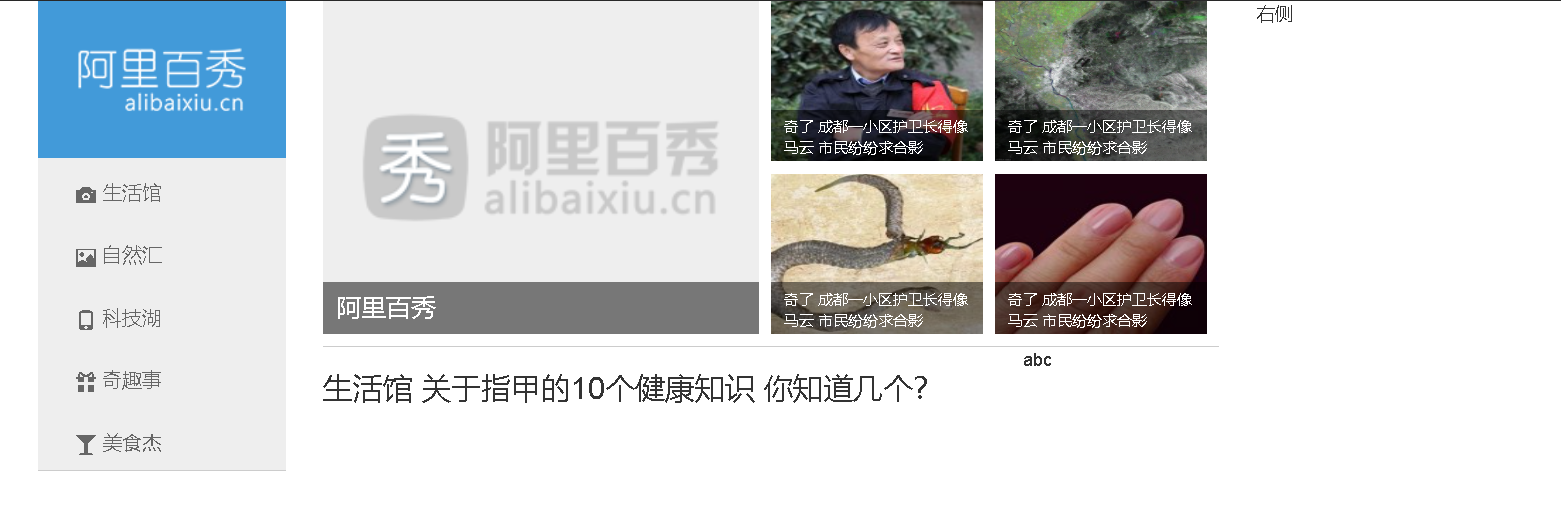 阿里百秀
alibaixiu.cn
生活馆
自然汇
科技湖
奇趣事
美食杰
秀 阿里百秀
alibaixiu.cn
阿里百秀
奇了 成都一小区护卫长得像
马云 市民纷纷求合影
奇了 成都一小区护卫长得像
马云 市民纷纷求合影
奇了 成都一小区护卫长得像
马云 市民纷纷求合影
奇了 成都一小区护卫长得像
马云 市民纷纷求合影
abc
生活馆 关于指甲的10个健康知识 你知道几个?
右侧